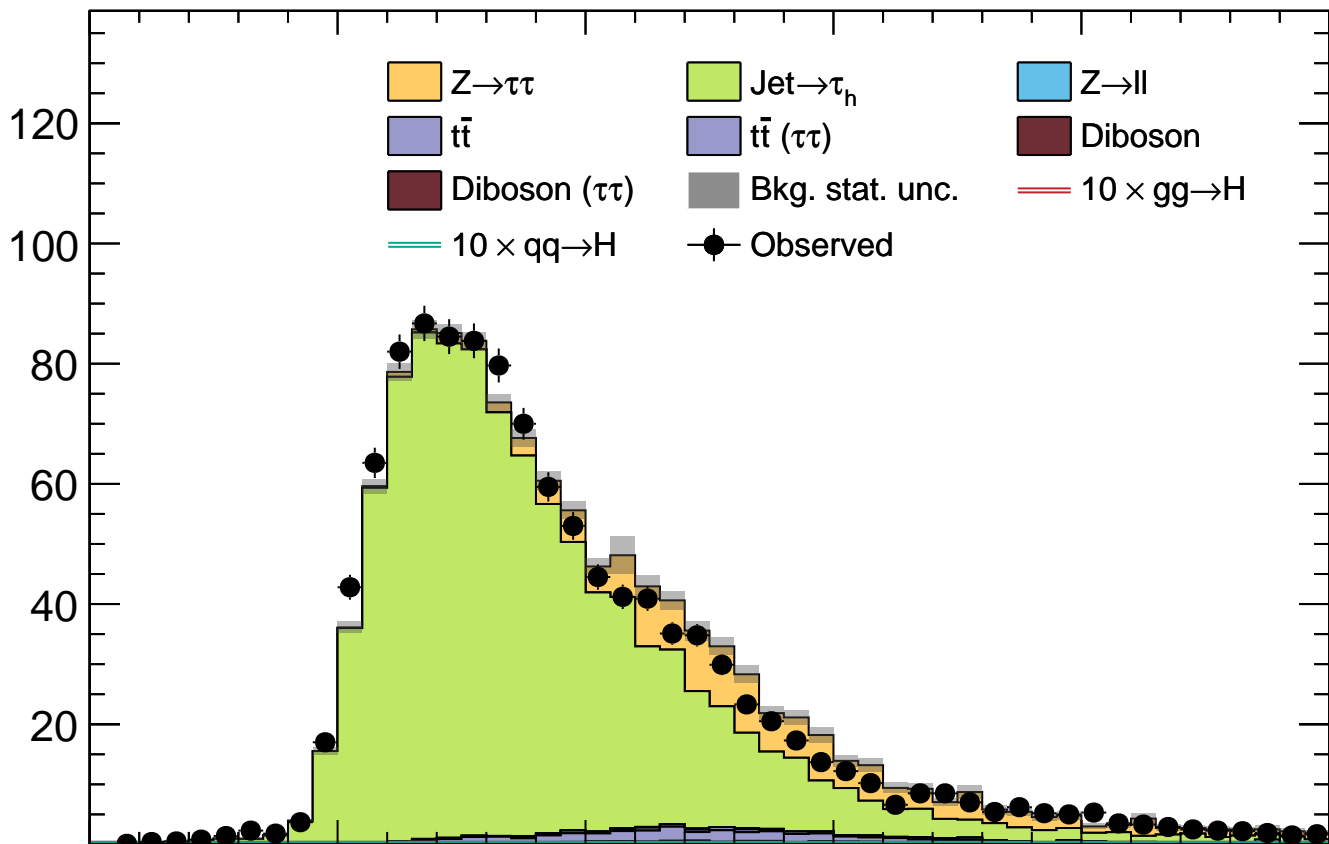 Z→ττ Jet→τh Z→ll
tt̄ tt̄ (ττ) Diboson
Diboson (ττ) Bkg. stat. unc. 10 × gg→H
10 × qq→H Observed
120
100
80
60
40
20